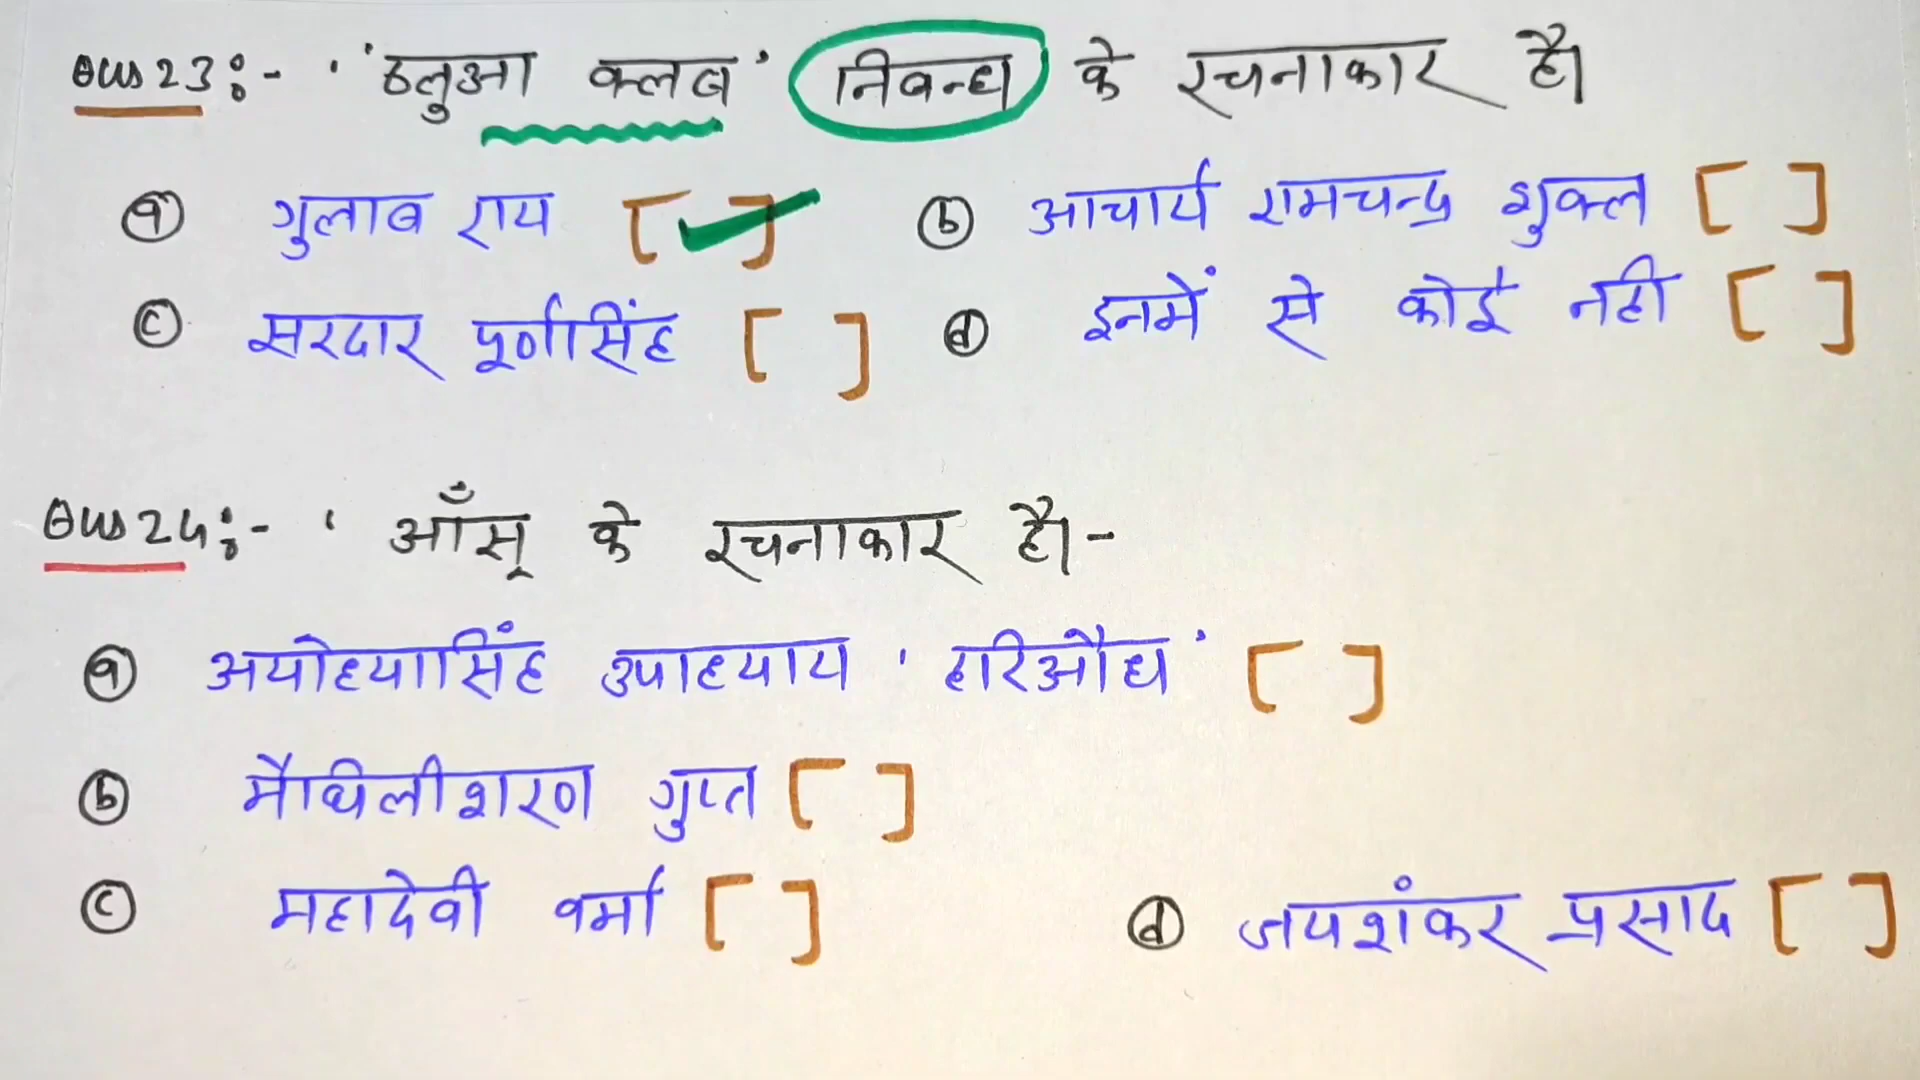 Qus 23:- ' 'ठलुआ क्लब' निबन्ध के रचनाकार है।
(a) गुलाब राय [✓] (b) आचार्य रामचन्द्र शुक्ल [ ]
(c) सरदार पूर्णसिंह [ ] (d) इनमें से कोई नही [ ]
Qus 24:- ' आँसू के रचनाकार है।-
(a) अयोध्यासिंह उपाध्याय ' हरिऔध' [ ]
(b) मैथिलीशरण गुप्त [ ]
(c) महादेवी वर्मा [ ] (d) जयशंकर प्रसाद [ ]